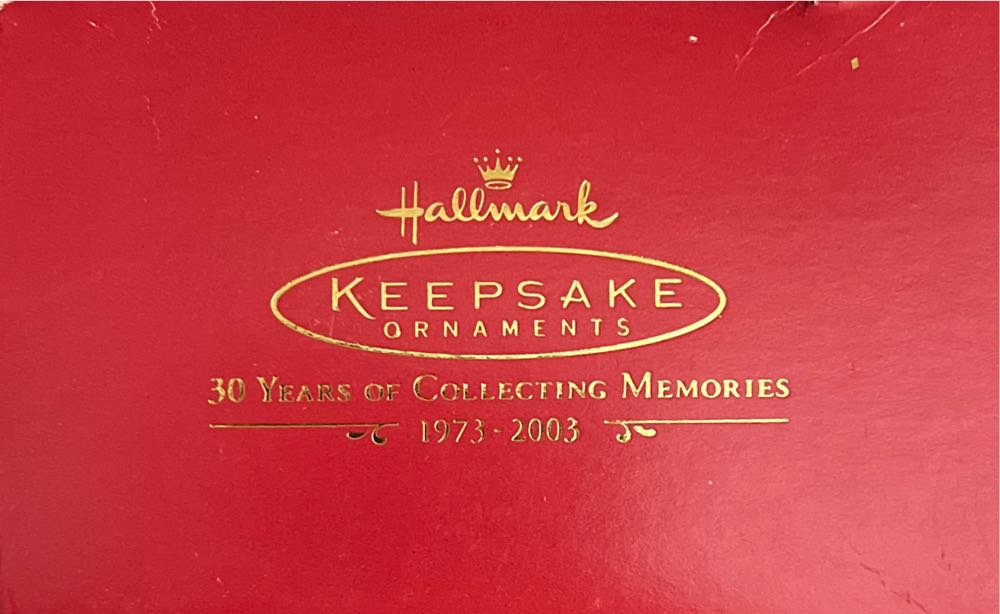 Hallmark
KEEPSAKE
ORNAMENTS
30 YEARS OF COLLECTING MEMORIES
1973-2003